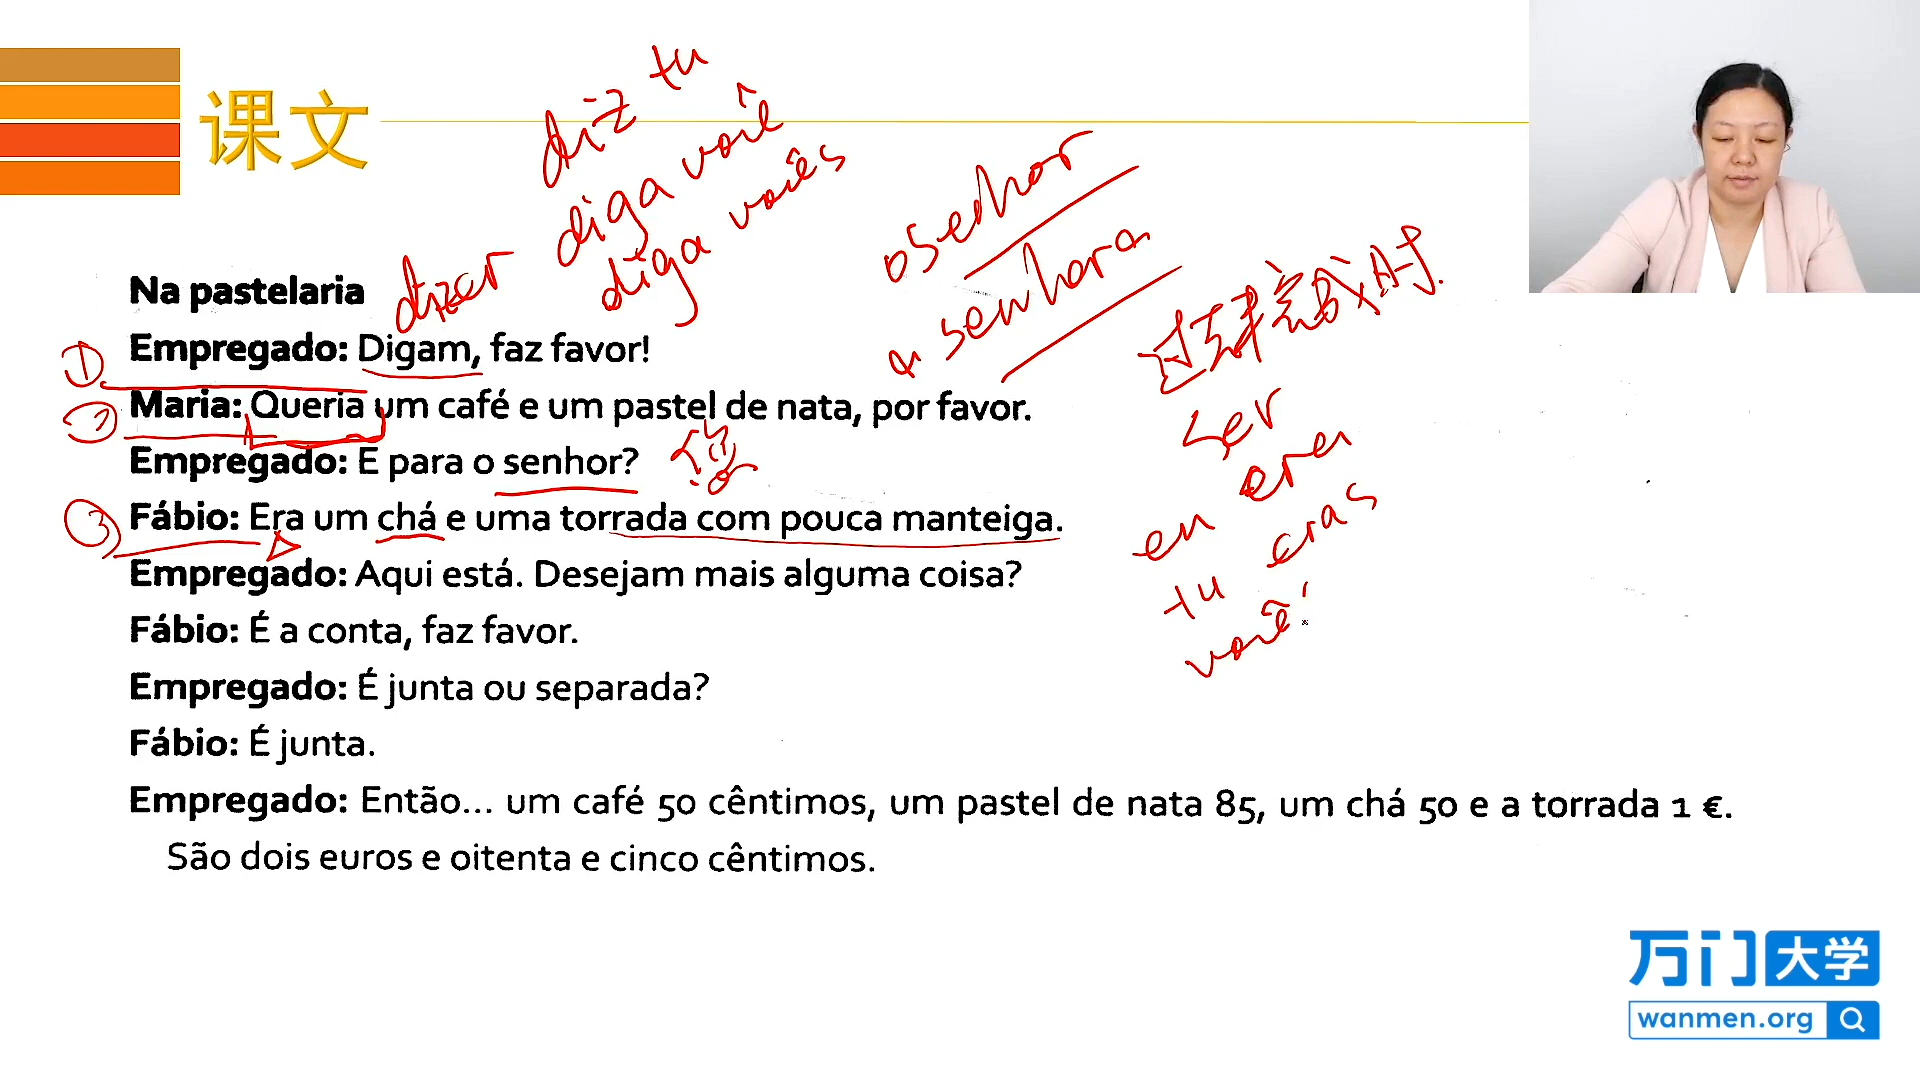 课文
diz tu
diga você
diga vocês
dizer
o senhor
a senhora
过去未完成时.
Na pastelaria
① Empregado: Digam, faz favor!
② Maria: Queria um café e um pastel de nata, por favor.
Empregado: E para o senhor?
您
③ Fábio: Era um chá e uma torrada com pouca manteiga.
Empregado: Aqui está. Desejam mais alguma coisa?
Fábio: É a conta, faz favor.
Empregado: É junta ou separada?
Fábio: É junta.
Empregado: Então... um café 50 cêntimos, um pastel de nata 85, um chá 50 e a torrada 1 €.
São dois euros e oitenta e cinco cêntimos.
ser
eu era
tu eras
você
万门大学
wanmen.org